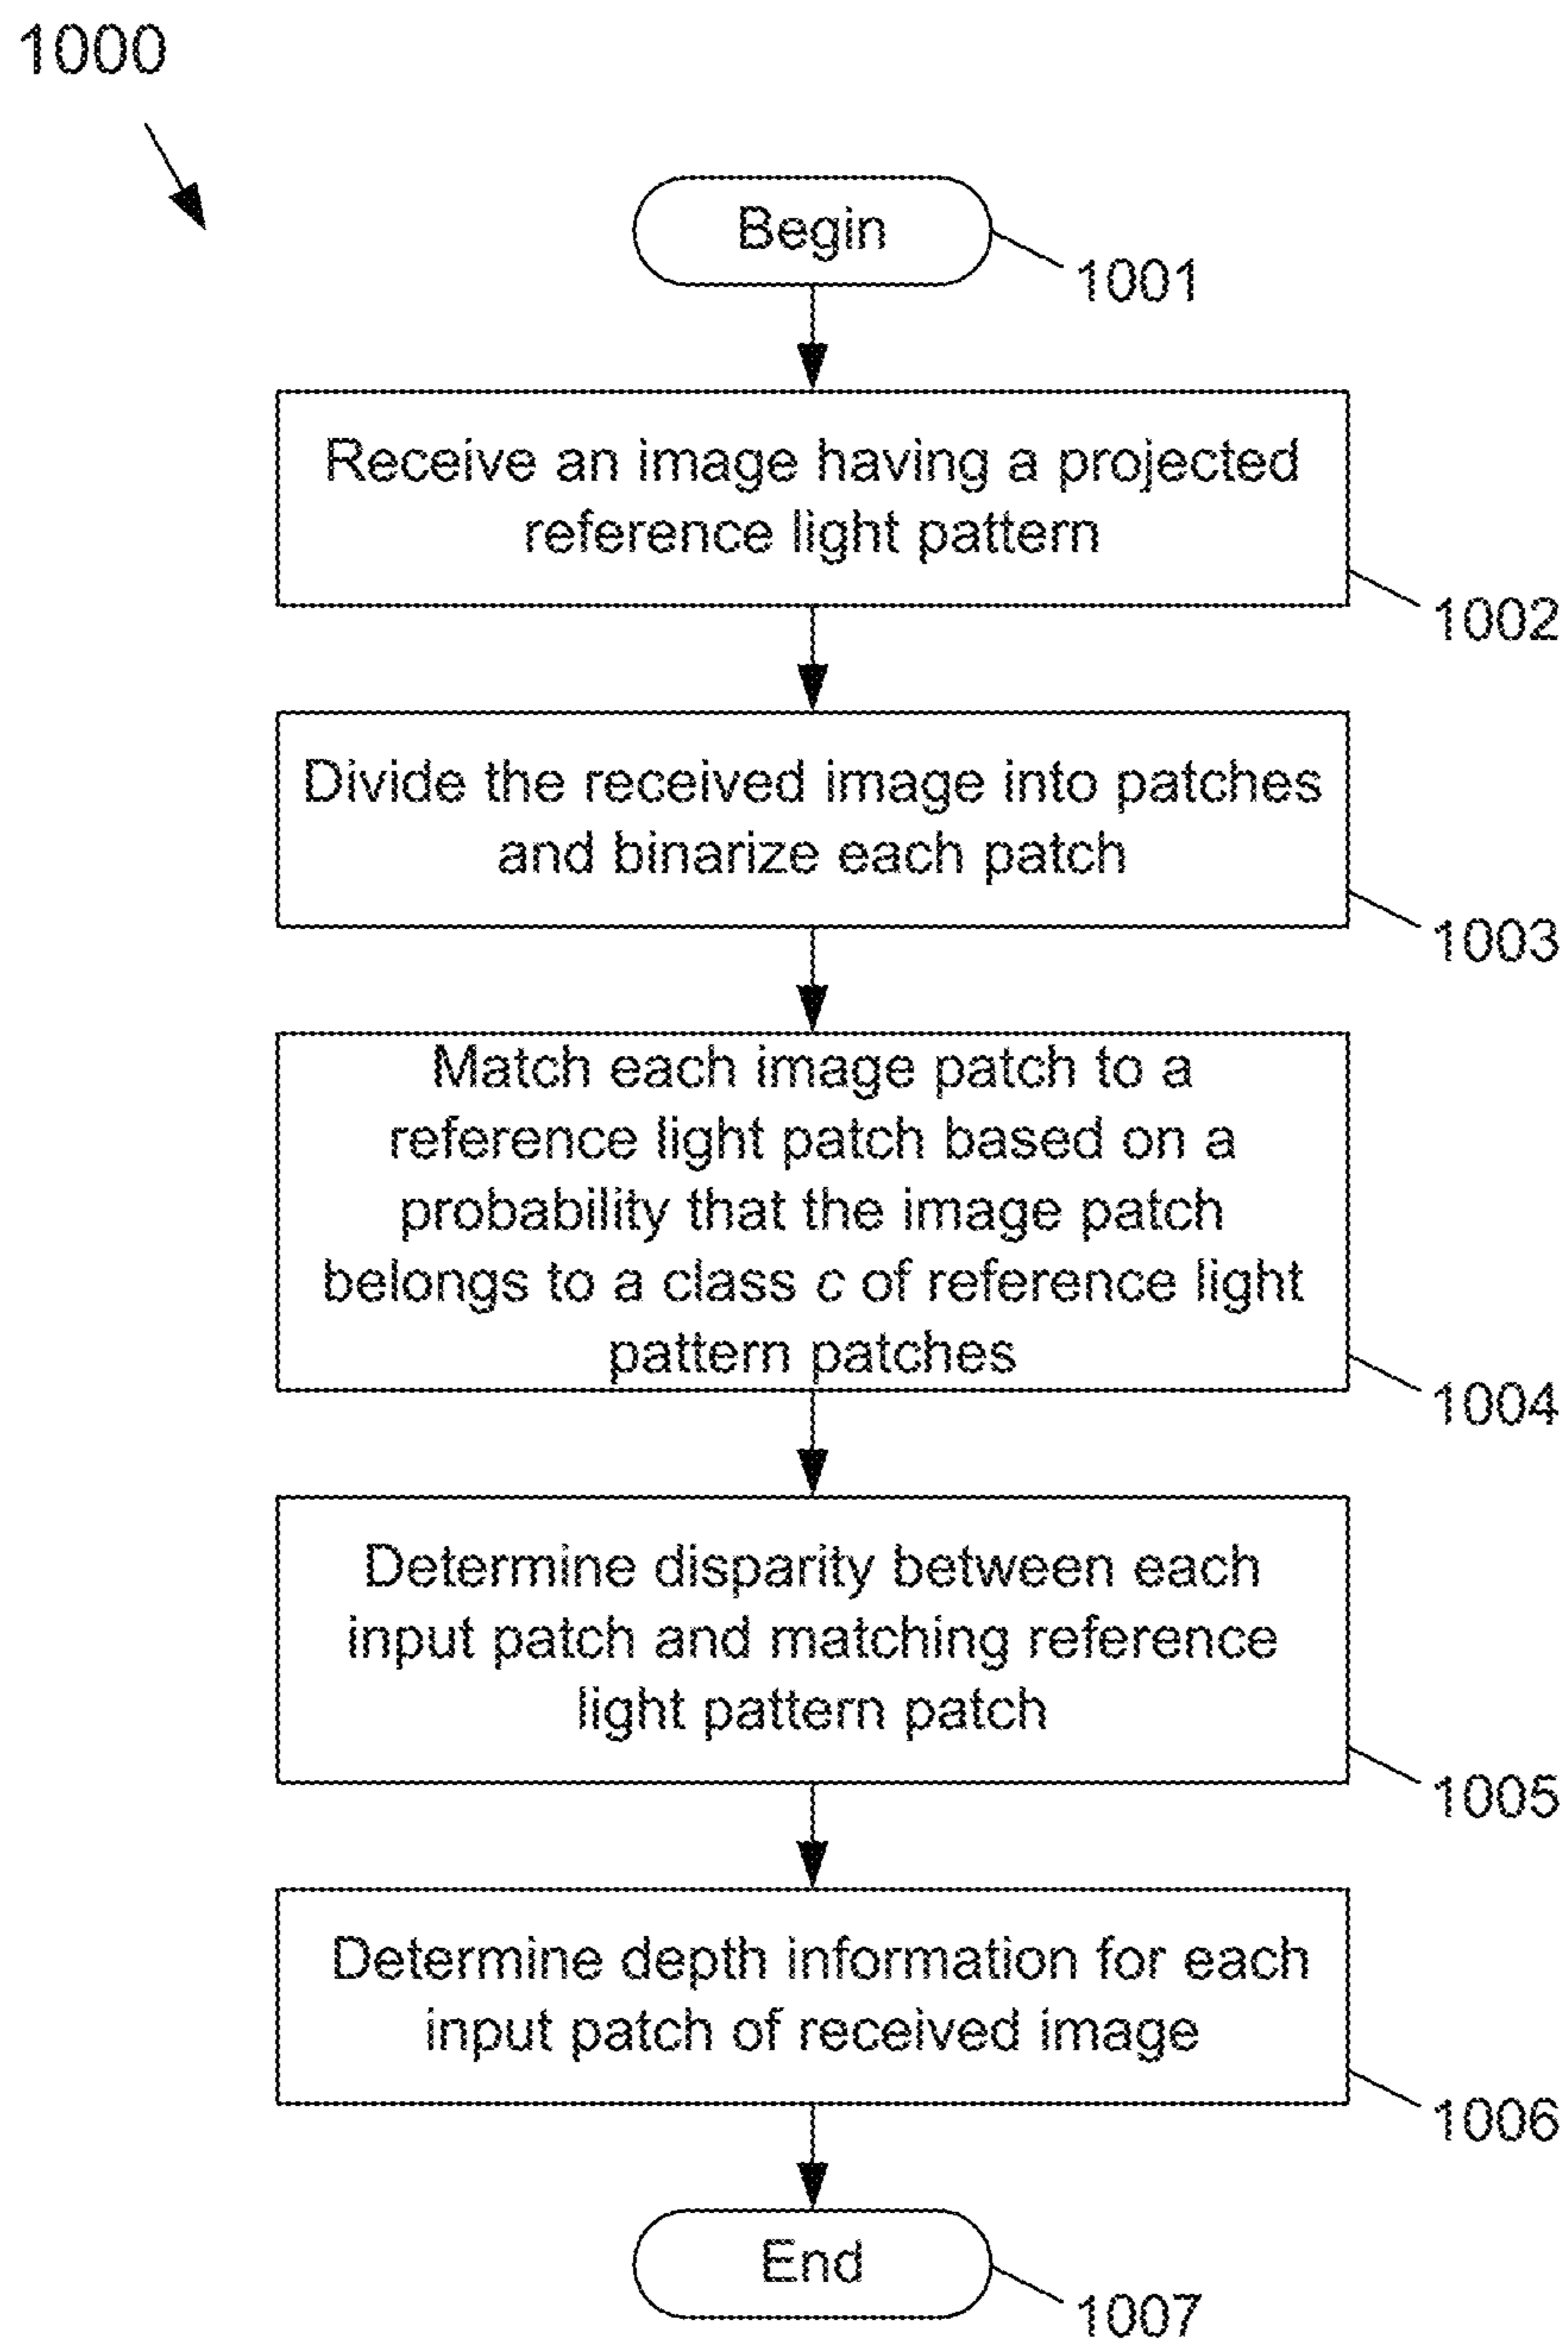 1000
Begin
1001
Receive an image having a projected
reference light pattern
1002
Divide the received image into patches
and binarize each patch
1003
Match each image patch to a
reference light patch based on a
probability that the image patch
belongs to a class c of reference light
pattern patches
1004
Determine disparity between each
input patch and matching reference
light pattern patch
1005
Determine depth information for each
input patch of received image
1006
End
1007